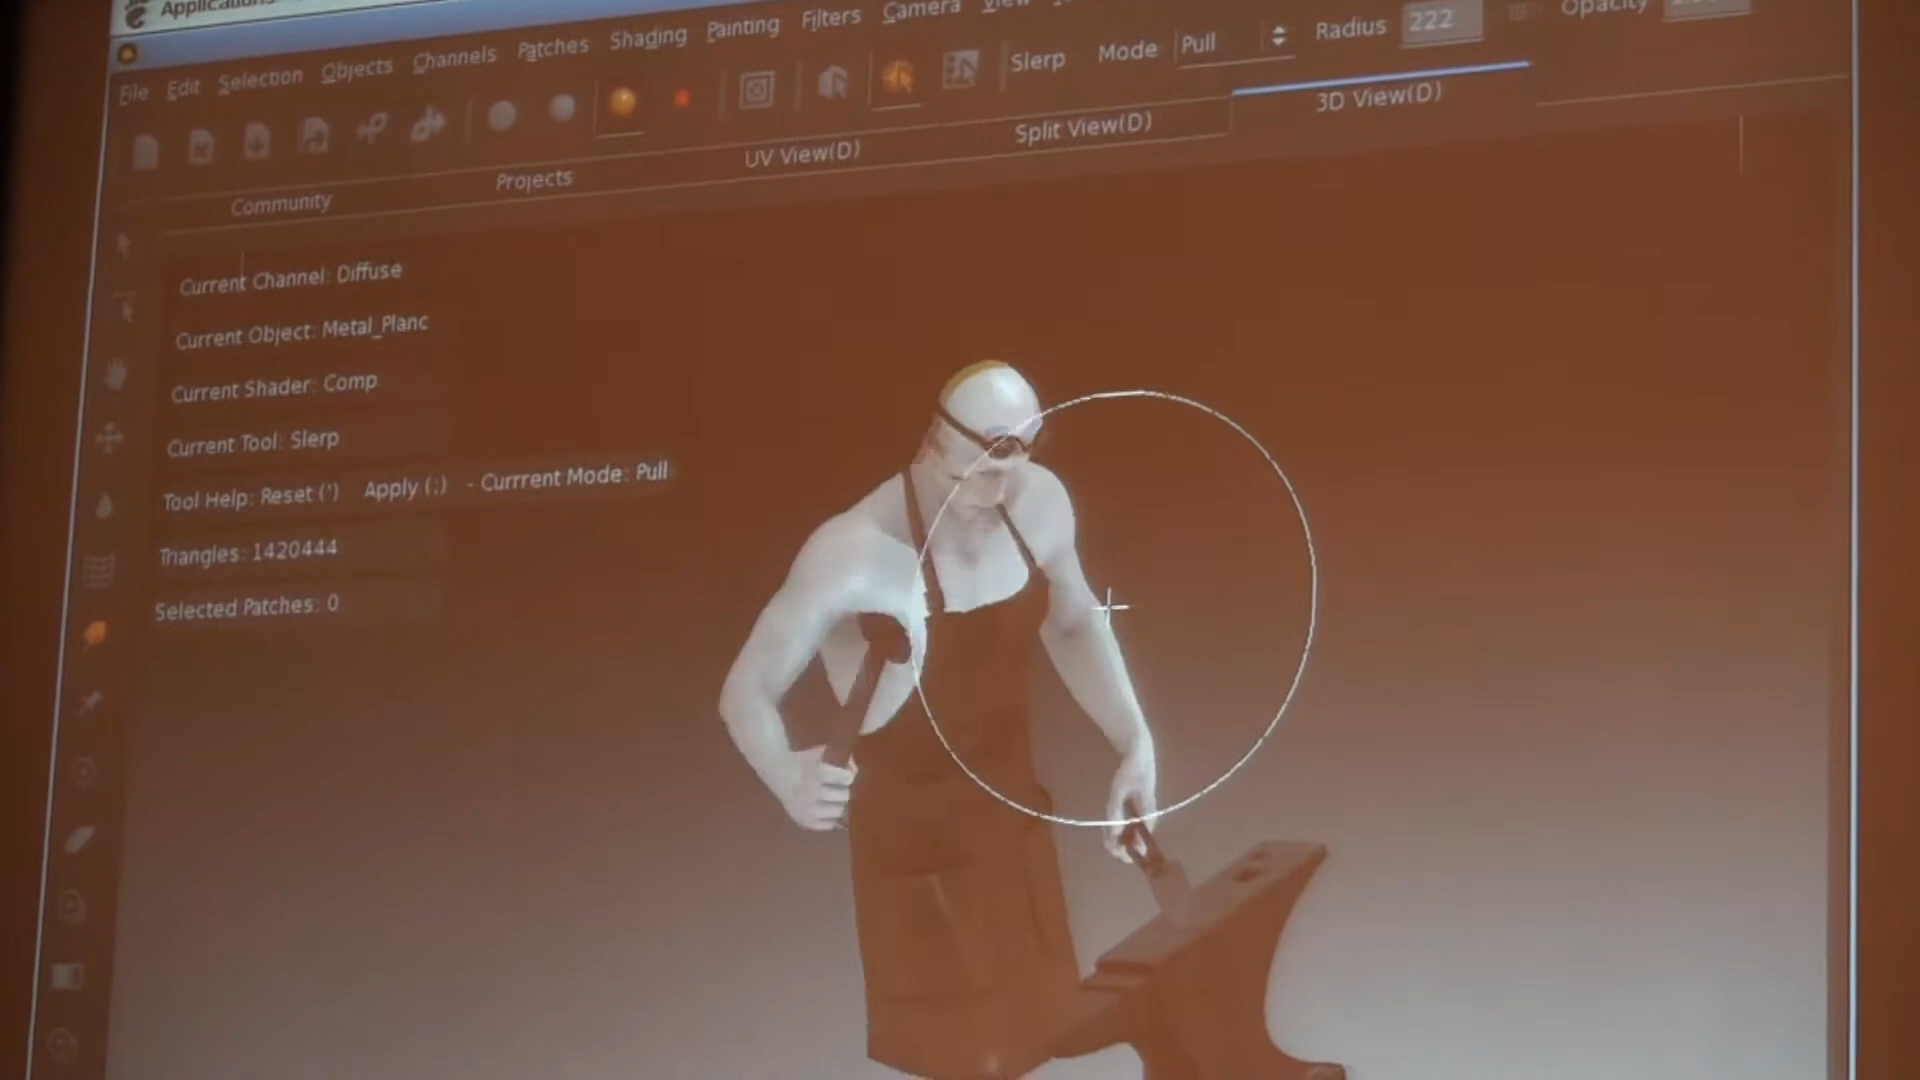 Applications
File Edit Selection Objects Channels Patches Shading Painting Filters Camera View
Slerp Mode Pull Radius 222 Opacity
Community Projects UV View(D) Split View(D) 3D View(D)
Current Channel: Diffuse
Current Object: Metal_Planc
Current Shader: Comp
Current Tool: Slerp
Tool Help: Reset (') Apply (;) - Currrent Mode: Pull
Triangles: 1420444
Selected Patches: 0